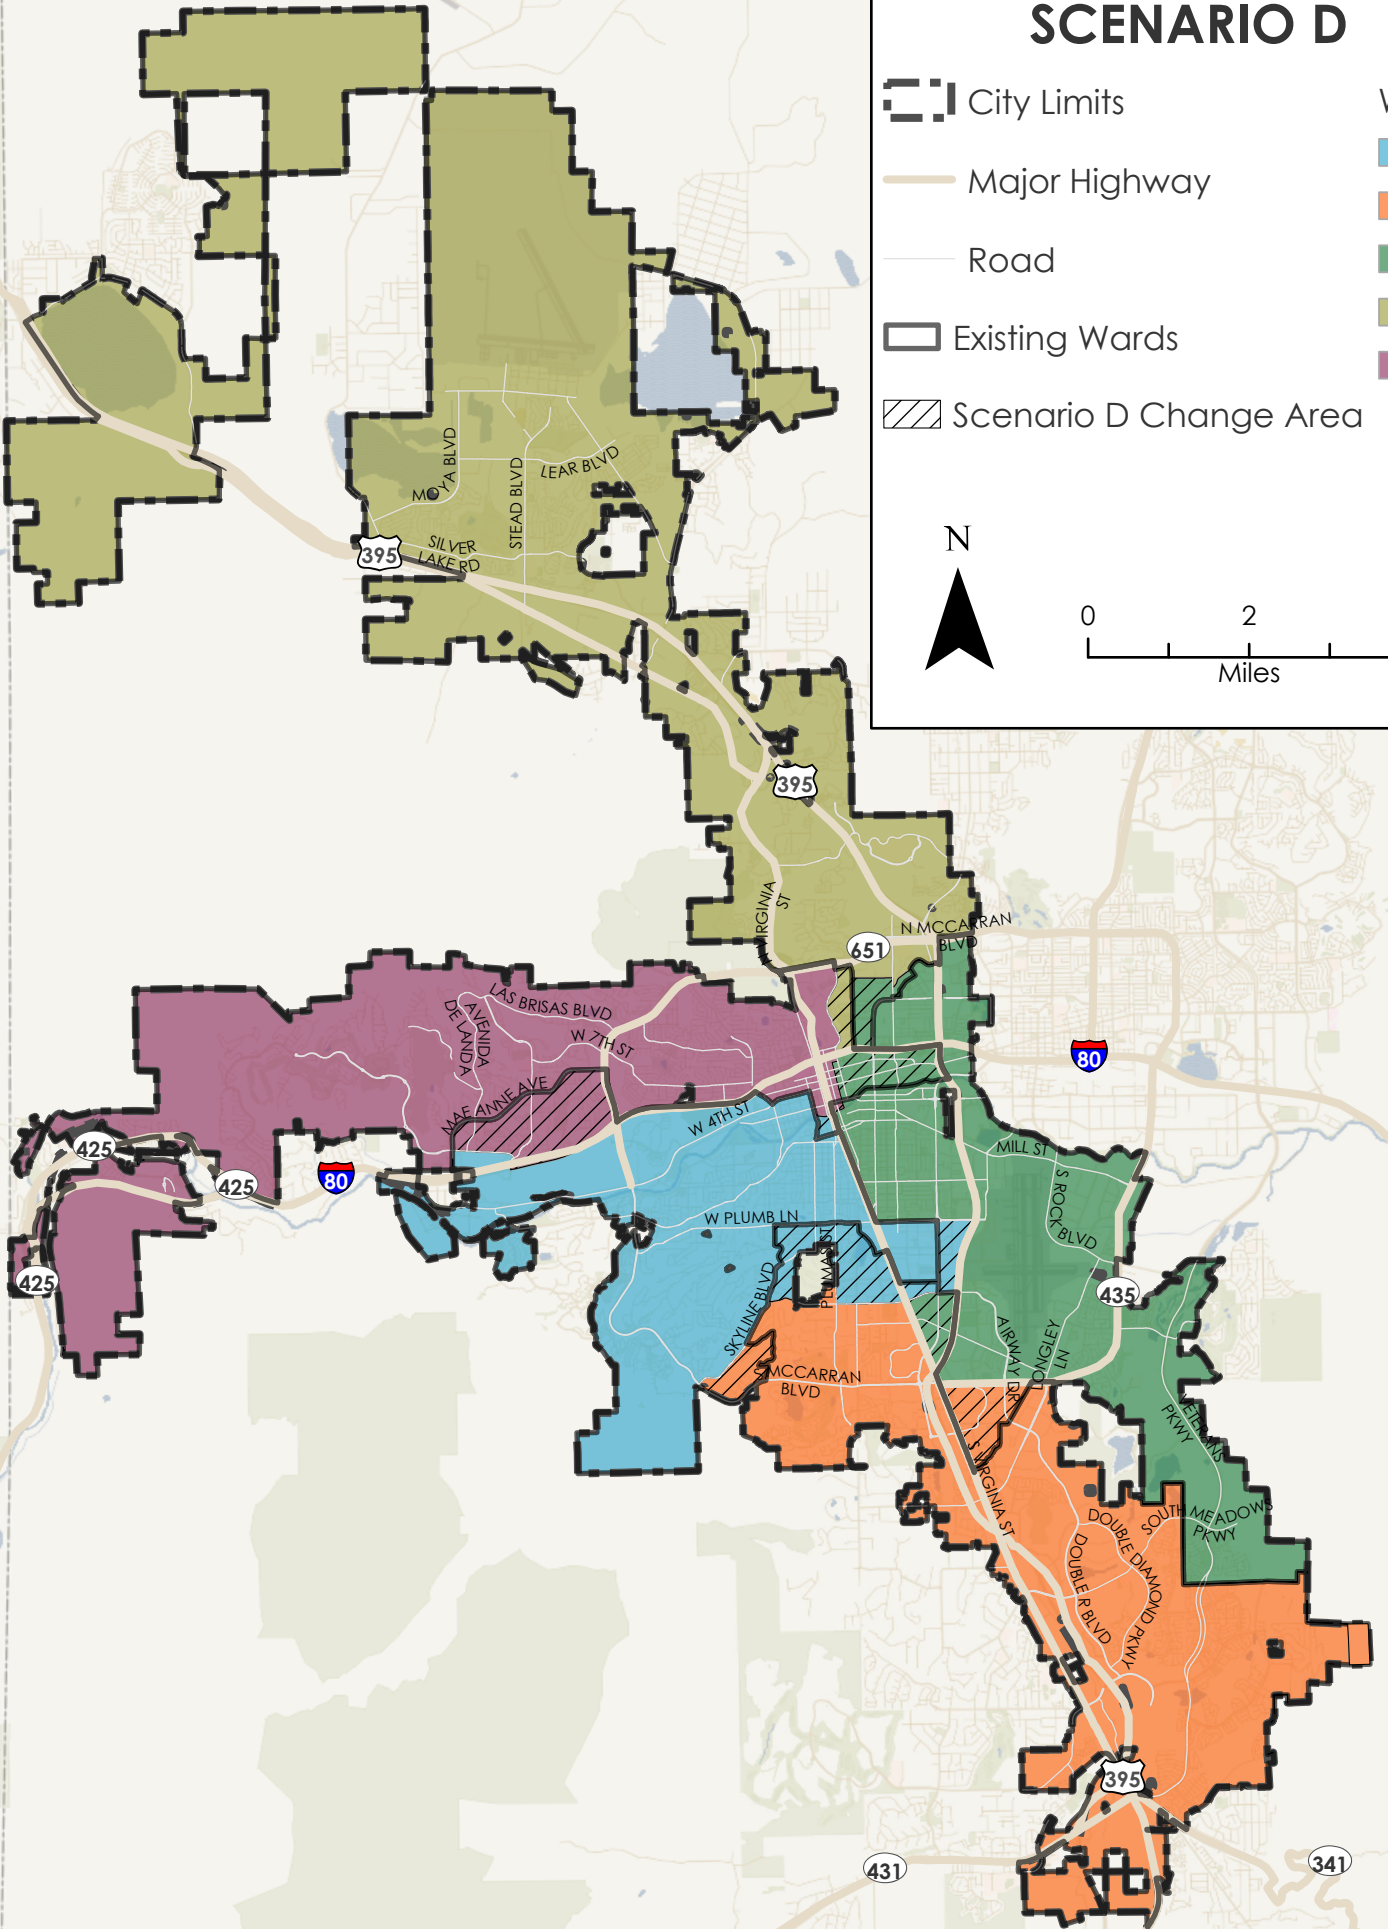 SCENARIO D
City Limits
W
Major Highway
Road
Existing Wards
Scenario D Change Area
N
0 2
Miles
MOYA BLVD
LEAR BLVD
STEAD BLVD
SILVER
LAKE RD
395
395
N VIRGINIA
ST
N MCCARRAN
BLVD
651
LAS BRISAS BLVD
AVENIDA
DE LANDA
W 7TH ST
MAE ANNE AVE
W 4TH ST
80
80
425
425
425
MILL ST
S ROCK BLVD
W PLUMB LN
PLUMAS ST
SKYLINE BLVD
435
AIRWAY DR
LONGLEY
LN
S MCCARRAN
BLVD
VETERANS
PKWY
S VIRGINIA ST
SOUTH MEADOWS
PKWY
DOUBLE DIAMOND PKWY
DOUBLE R BLVD
395
431
341